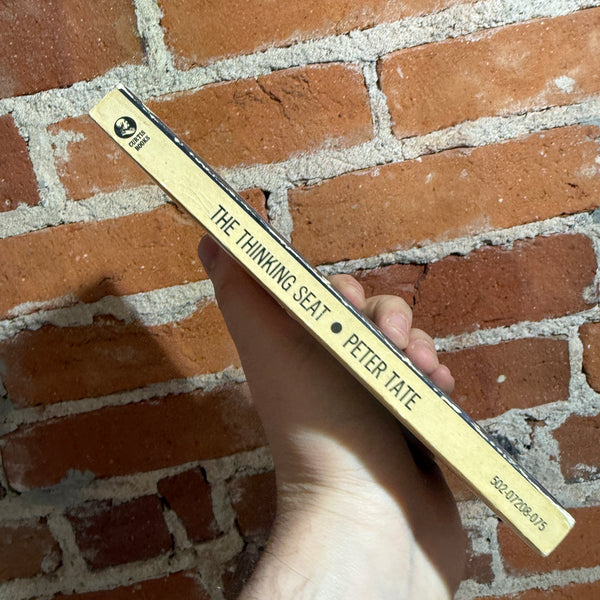 CURTIS
BOOKS
THE THINKING SEAT • PETER TATE
502-07208-075